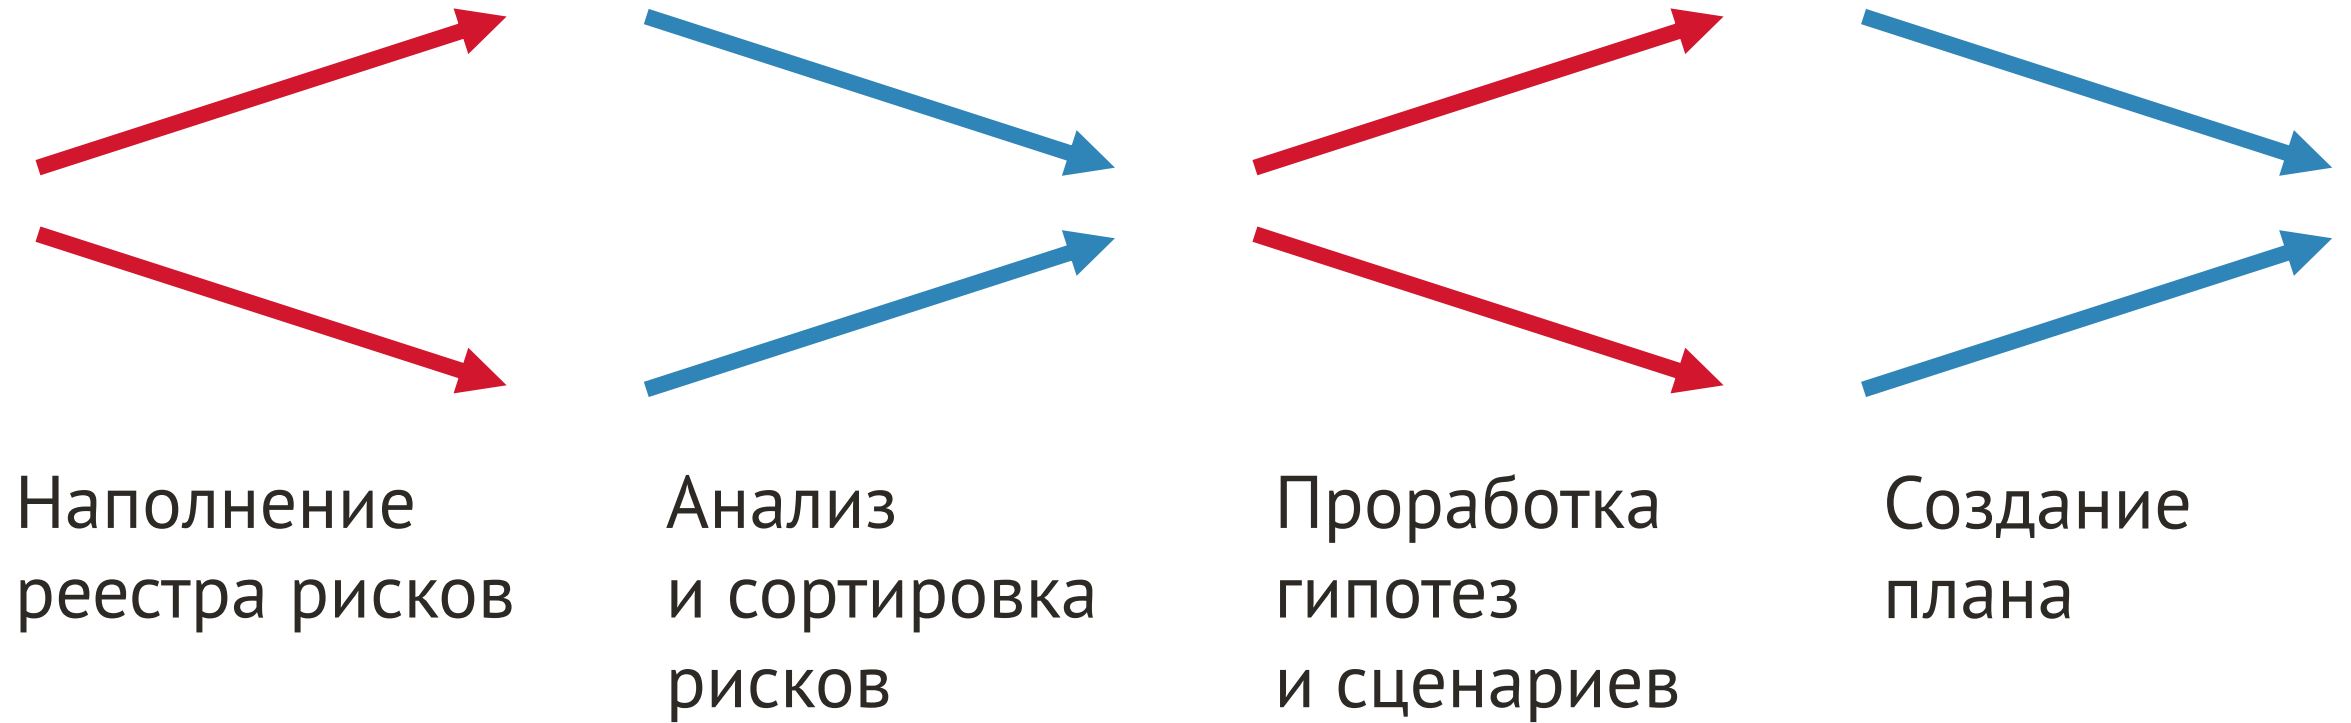 Наполнение
реестра рисков
Анализ
и сортировка
рисков
Проработка
гипотез
и сценариев
Создание
плана